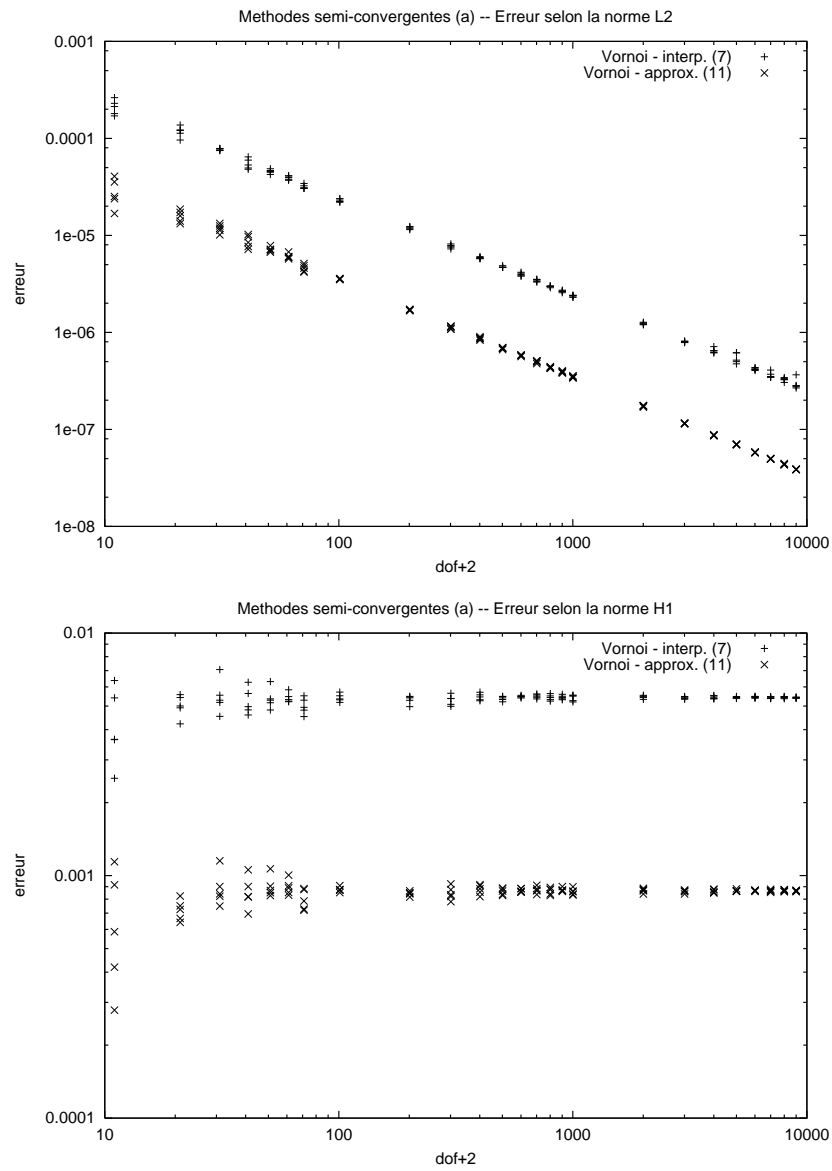 Methodes semi-convergentes (a) -- Erreur selon la norme L2
0.001
Vornoi - interp. (7)
Vornoi - approx. (11)
0.0001
1e-05
erreur
1e-06
1e-07
1e-08
10
100
1000
10000
dof+2
Methodes semi-convergentes (a) -- Erreur selon la norme H1
0.01
Vornoi - interp. (7)
Vornoi - approx. (11)
erreur
0.001
0.0001
10
100
1000
10000
dof+2